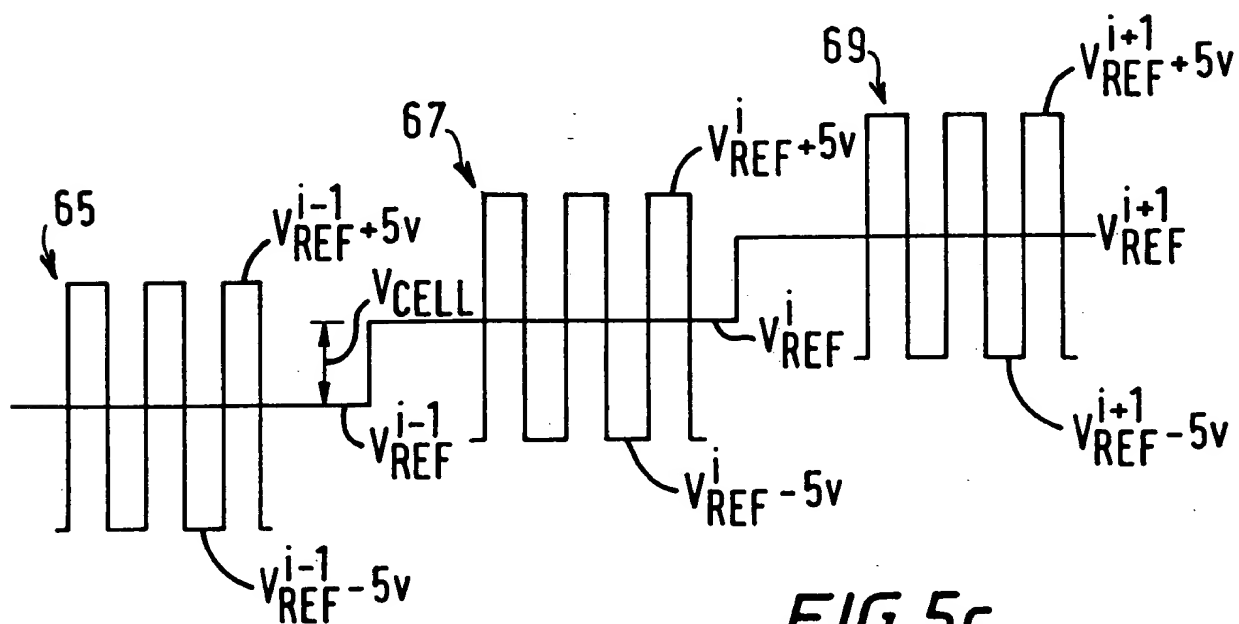 65
V^{i-1}_{REF}+5v
V_{CELL}
V^{i-1}_{REF}
V^{i-1}_{REF}-5v
67
V^{i}_{REF}+5v
V^{i}_{REF}
V^{i}_{REF}-5v
69
V^{i+1}_{REF}+5v
V^{i+1}_{REF}
V^{i+1}_{REF}-5v
FIG.5c